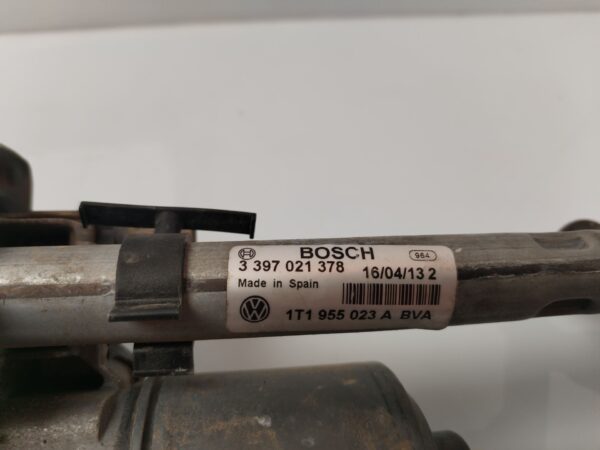 BOSCH 964
3 397 021 378 16/04/13 2
Made in Spain
1T1 955 023 A BVA